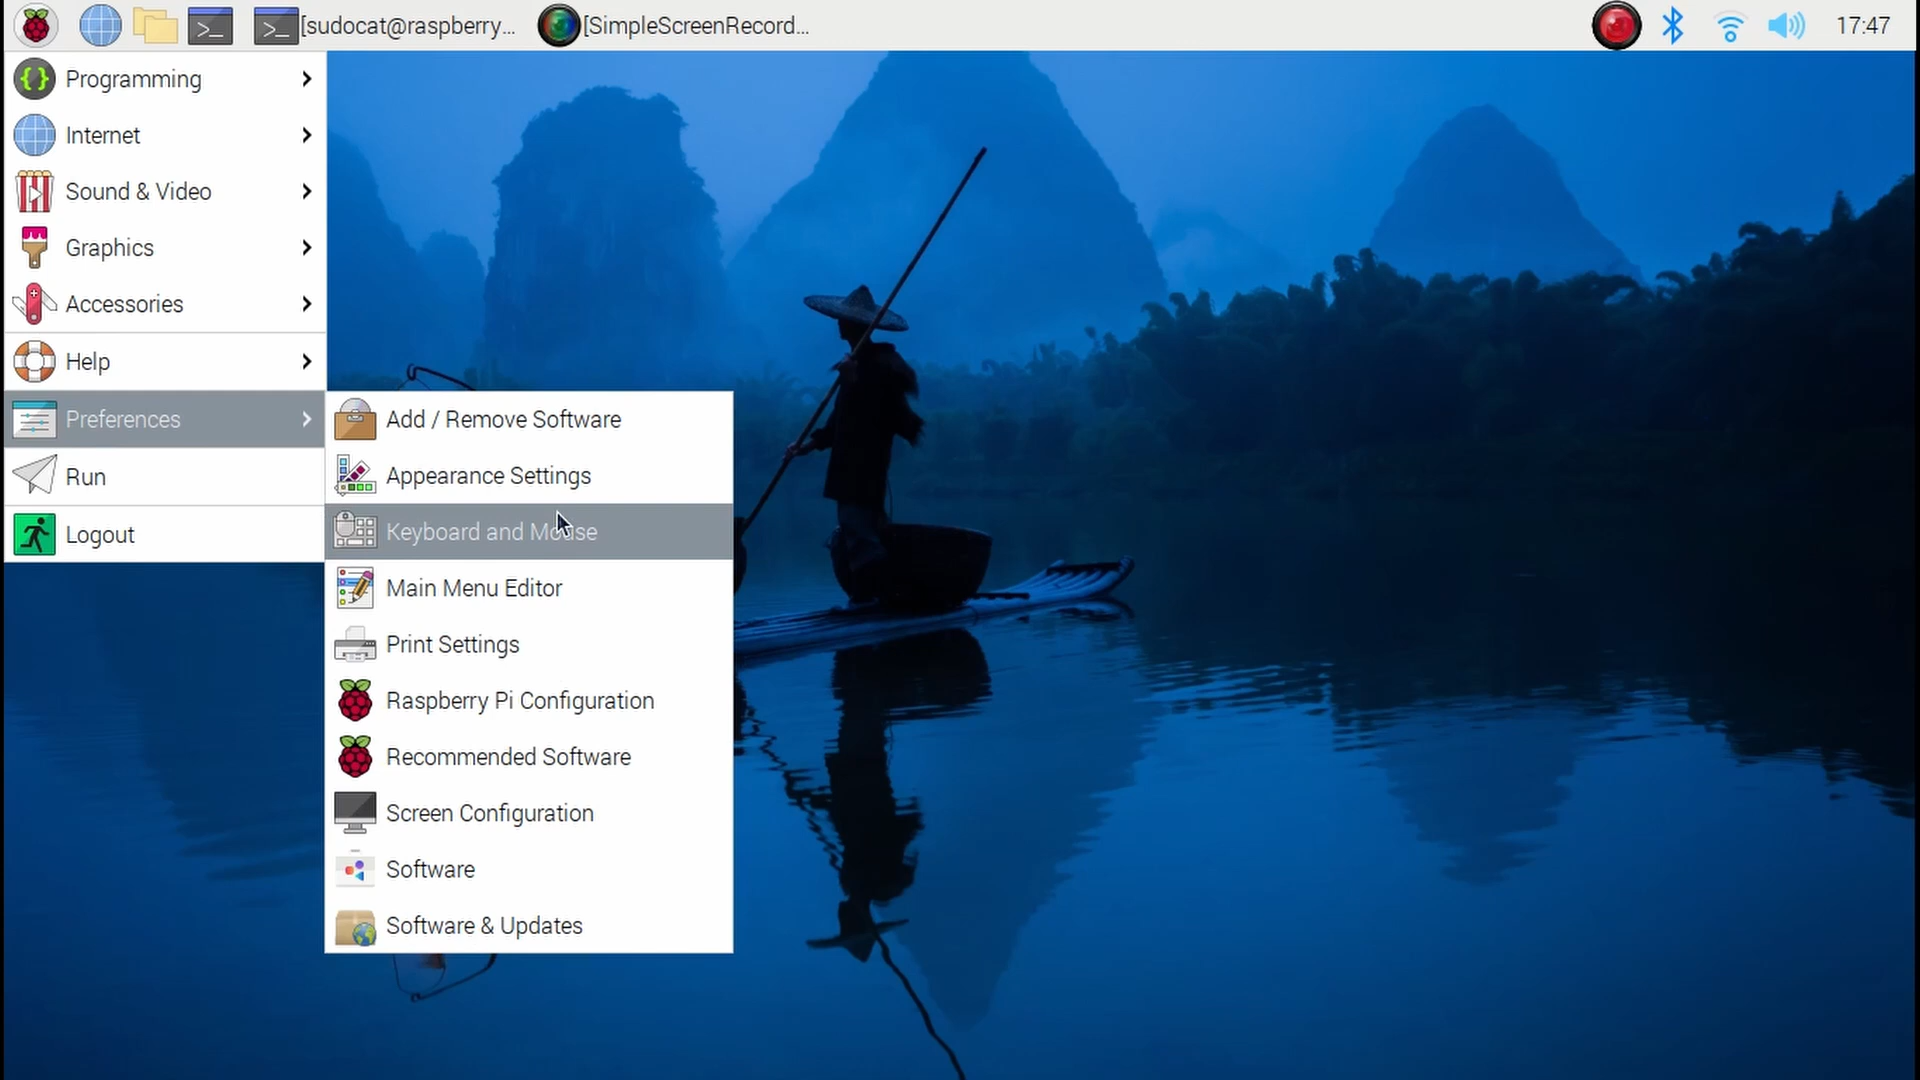 [sudocat@raspberry...
[SimpleScreenRecord...
17:47
Programming
Internet
Sound & Video
Graphics
Accessories
Help
Preferences
Run
Logout
Add / Remove Software
Appearance Settings
Keyboard and Mouse
Main Menu Editor
Print Settings
Raspberry Pi Configuration
Recommended Software
Screen Configuration
Software
Software & Updates